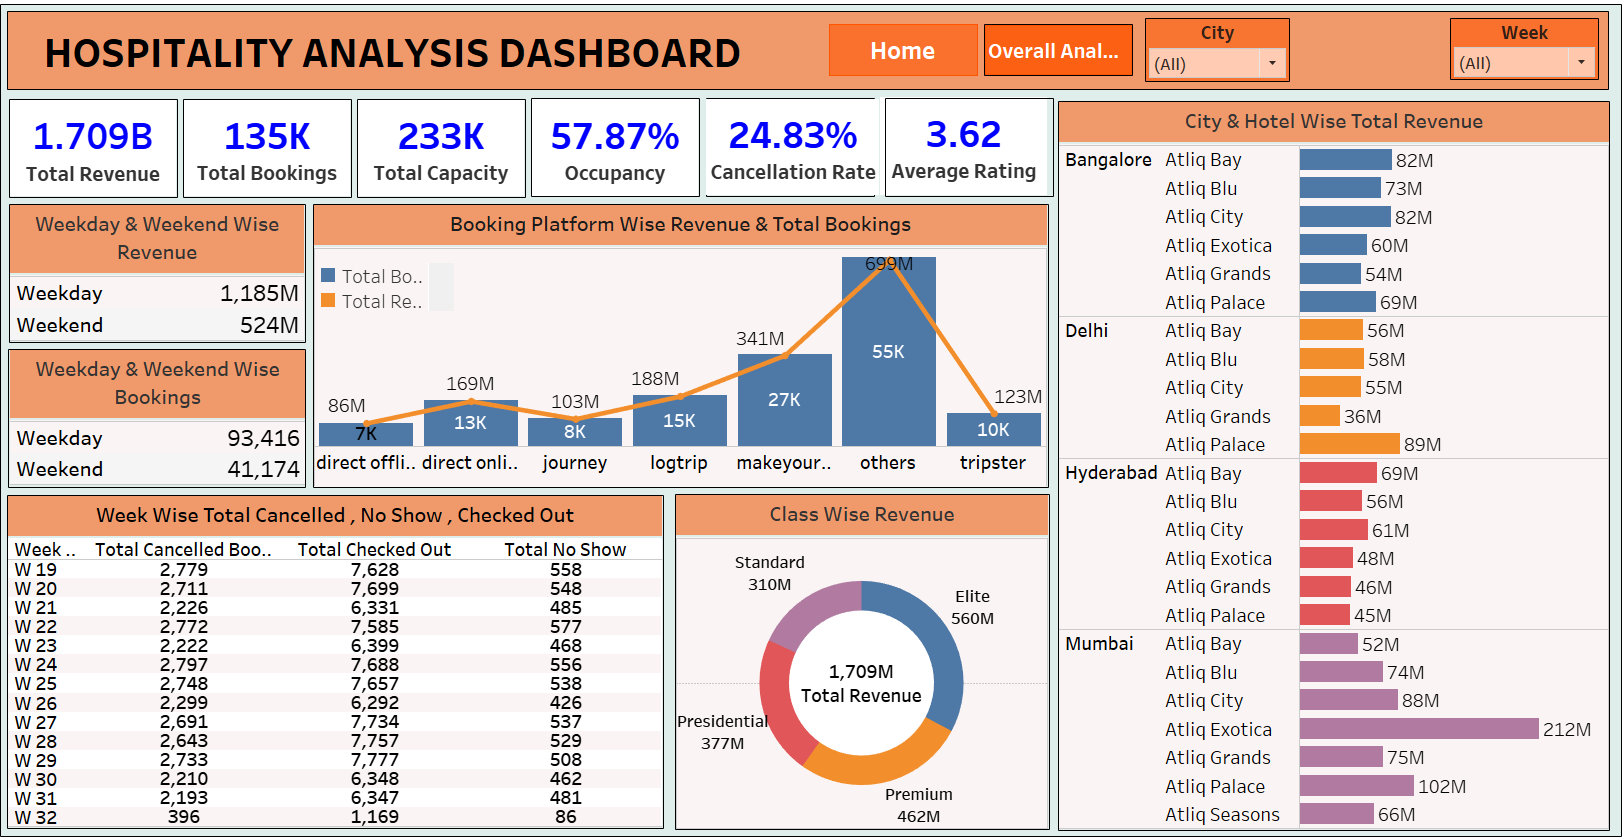 HOSPITALITY ANALYSIS DASHBOARD
Home
Overall Anal...
City
(All)
Week
(All)
1.709B
Total Revenue
135K
Total Bookings
233K
Total Capacity
57.87%
Occupancy
24.83%
Cancellation Rate
3.62
Average Rating
Weekday & Weekend Wise
Revenue
Weekday 1,185M
Weekend 524M
Weekday & Weekend Wise
Bookings
Weekday 93,416
Weekend 41,174
Booking Platform Wise Revenue & Total Bookings
Total Bo..
Total Re..
86M
169M
103M
188M
341M
699M
123M
7K
13K
8K
15K
27K
55K
10K
direct offli..
direct onli..
journey
logtrip
makeyour..
others
tripster
Week Wise Total Cancelled , No Show , Checked Out
Week .. Total Cancelled Boo.. Total Checked Out Total No Show
W 19 2,779 7,628 558
W 20 2,711 7,699 548
W 21 2,226 6,331 485
W 22 2,772 7,585 577
W 23 2,222 6,399 468
W 24 2,797 7,688 556
W 25 2,748 7,657 538
W 26 2,299 6,292 426
W 27 2,691 7,734 537
W 28 2,643 7,757 529
W 29 2,733 7,777 508
W 30 2,210 6,348 462
W 31 2,193 6,347 481
W 32 396 1,169 86
Class Wise Revenue
Standard
310M
Elite
560M
1,709M
Total Revenue
Presidential
377M
Premium
462M
City & Hotel Wise Total Revenue
Bangalore Atliq Bay 82M
Atliq Blu 73M
Atliq City 82M
Atliq Exotica 60M
Atliq Grands 54M
Atliq Palace 69M
Delhi Atliq Bay 56M
Atliq Blu 58M
Atliq City 55M
Atliq Grands 36M
Atliq Palace 89M
Hyderabad Atliq Bay 69M
Atliq Blu 56M
Atliq City 61M
Atliq Exotica 48M
Atliq Grands 46M
Atliq Palace 45M
Mumbai Atliq Bay 52M
Atliq Blu 74M
Atliq City 88M
Atliq Exotica 212M
Atliq Grands 75M
Atliq Palace 102M
Atliq Seasons 66M